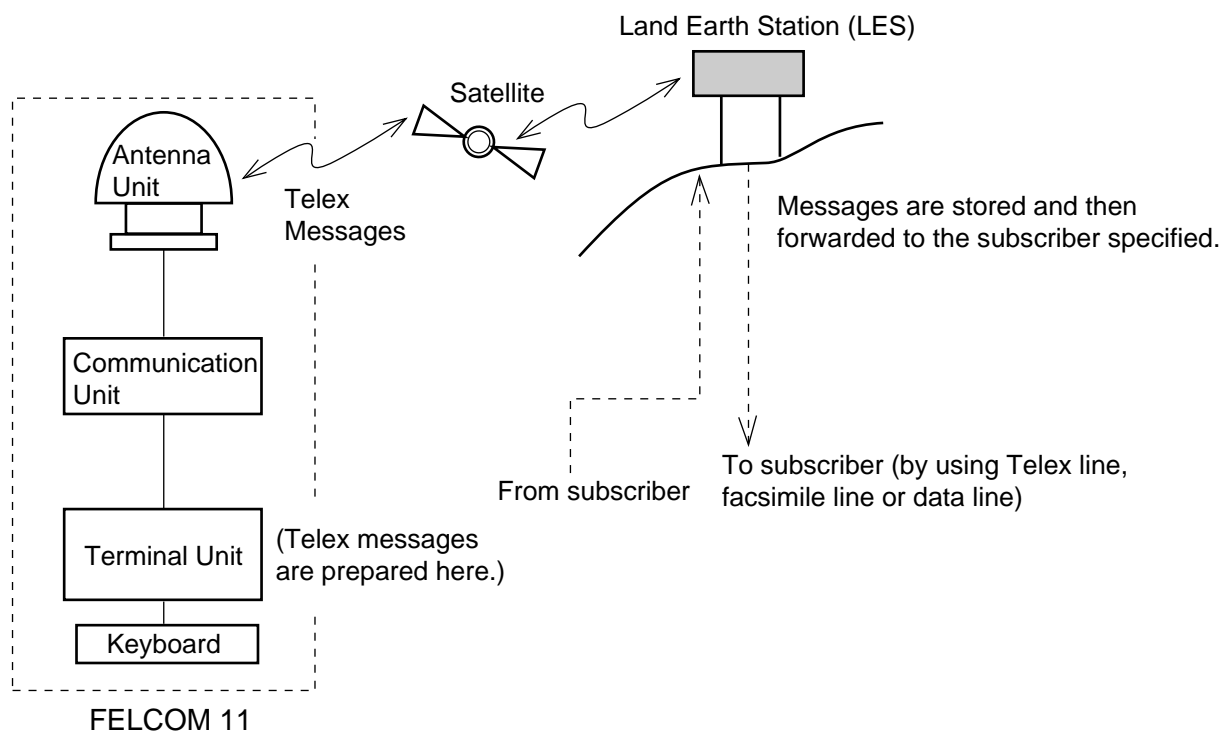 Land Earth Station (LES)
Satellite
Antenna
Unit
Telex
Messages
Messages are stored and then
forwarded to the subscriber specified.
Communication
Unit
From subscriber
To subscriber (by using Telex line,
facsimile line or data line)
Terminal Unit
(Telex messages
are prepared here.)
Keyboard
FELCOM 11